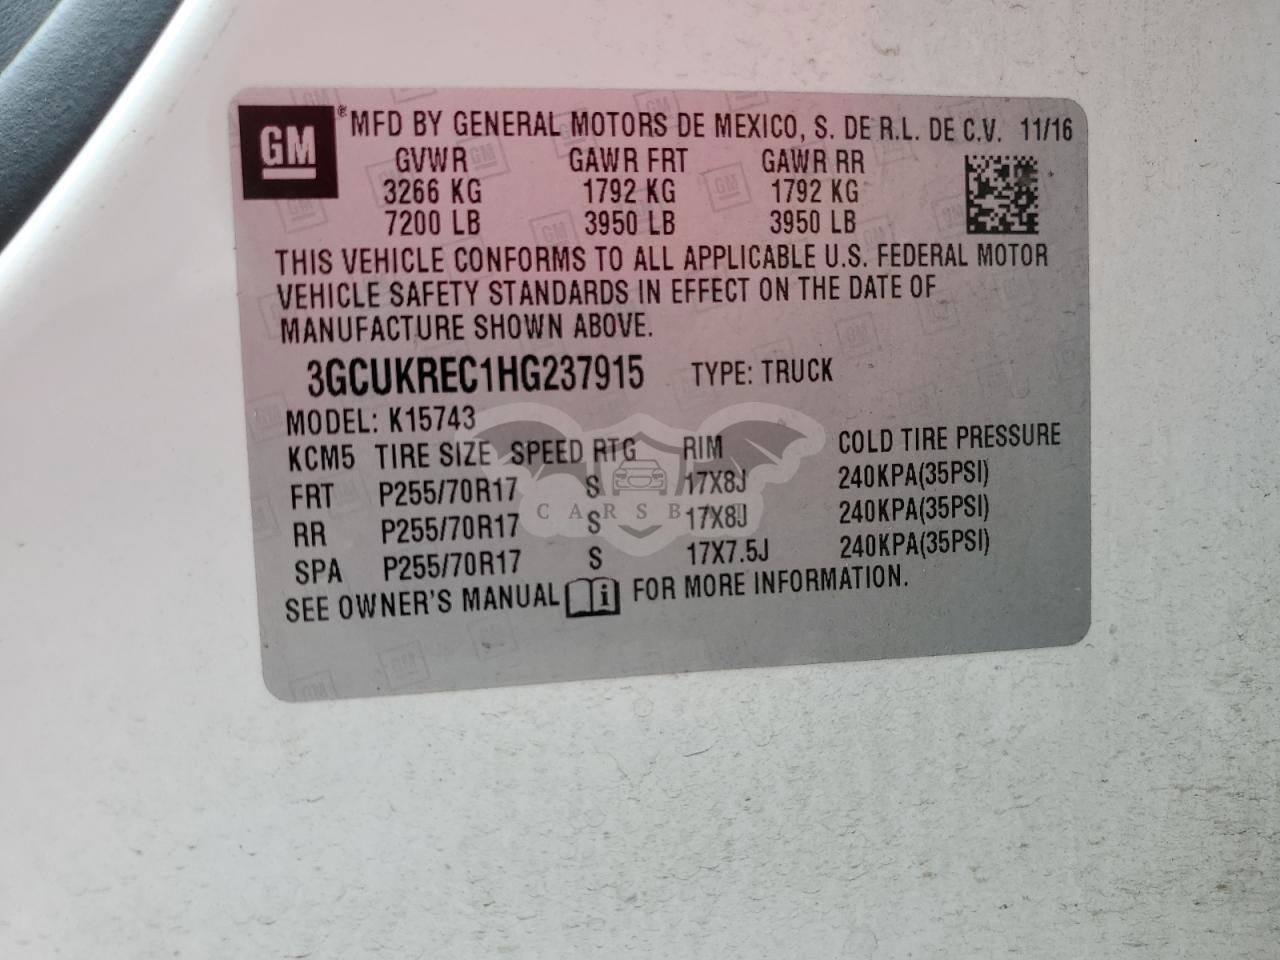 GM ® MFD BY GENERAL MOTORS DE MEXICO, S. DE R.L. DE C.V. 11/16
GVWR GAWR FRT GAWR RR
3266 KG 1792 KG 1792 KG
7200 LB 3950 LB 3950 LB
THIS VEHICLE CONFORMS TO ALL APPLICABLE U.S. FEDERAL MOTOR
VEHICLE SAFETY STANDARDS IN EFFECT ON THE DATE OF
MANUFACTURE SHOWN ABOVE.
3GCUKREC1HG237915 TYPE: TRUCK
MODEL: K15743
KCM5 TIRE SIZE SPEED RTG RIM COLD TIRE PRESSURE
FRT P255/70R17 S 17X8J 240KPA(35PSI)
RR P255/70R17 S 17X8J 240KPA(35PSI)
SPA P255/70R17 S 17X7.5J 240KPA(35PSI)
SEE OWNER'S MANUAL i FOR MORE INFORMATION.